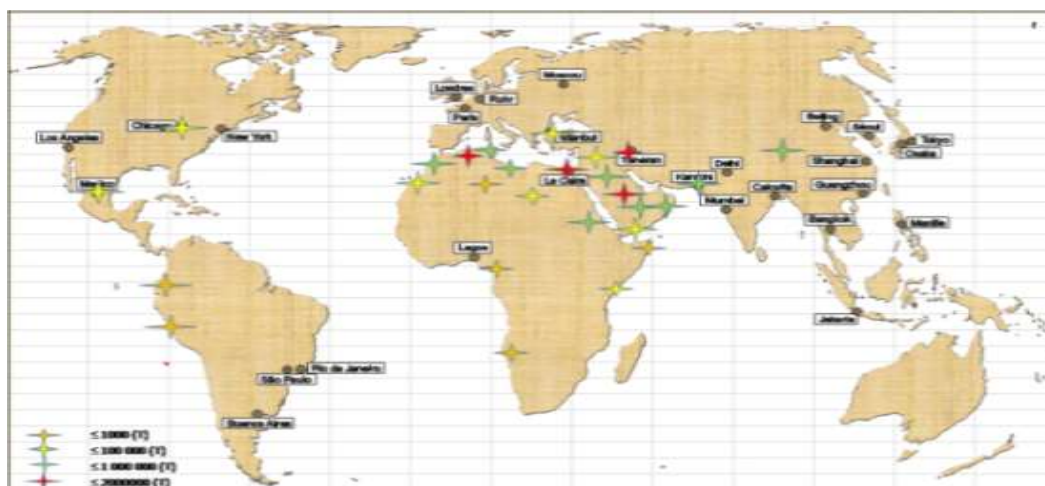 Moscou
Londres
Ruhr
Paris
Chicago
New York
Los Angeles
Istanbul
Beijing
Séoul
Tokyo
Osaka
Téhéran
Delhi
Shanghai
Mexico
Le Caire
Karachi
Calcutta
Guangzhou
Mumbai
Bangkok
Manille
Lagos
Jakarta
Rio de Janeiro
São Paulo
Buenos Aires
≤ 1000 (T)
≤ 100 000 (T)
≤ 1 000 000 (T)
≤ 2000000 (T)